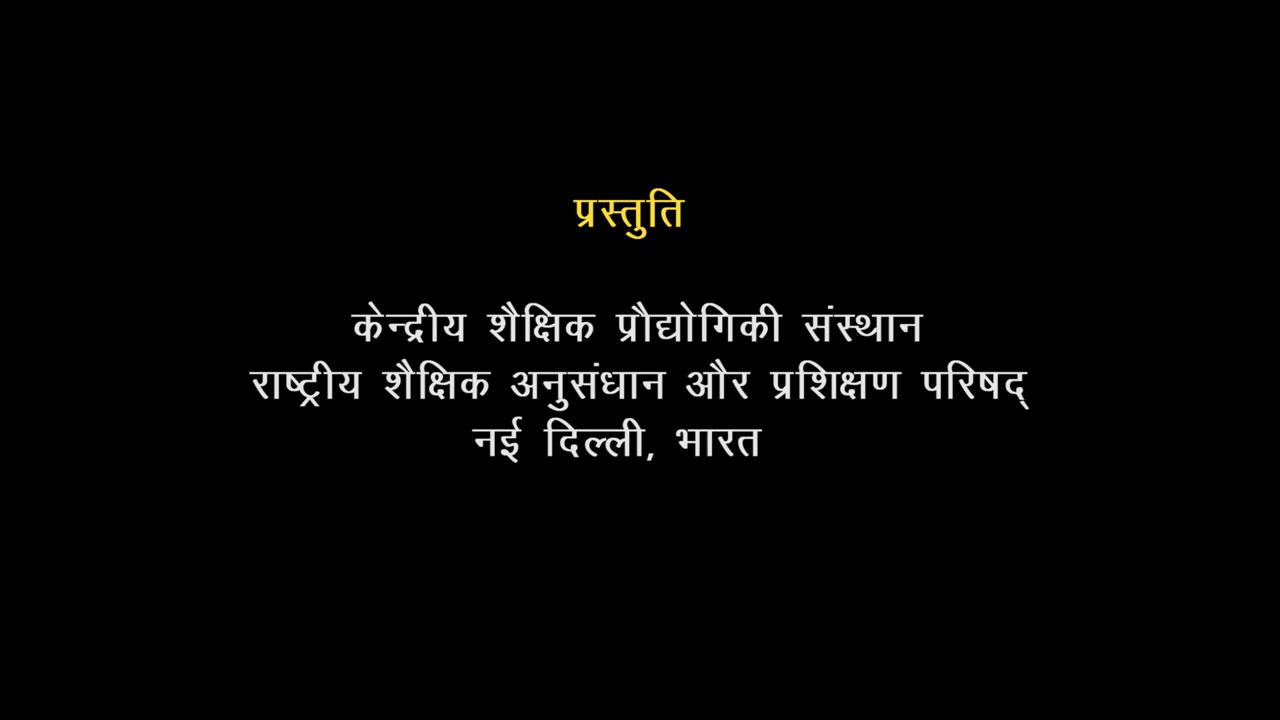 प्रस्तुति
केन्द्रीय शैक्षिक प्रौद्योगिकी संस्थान
राष्ट्रीय शैक्षिक अनुसंधान और प्रशिक्षण परिषद्
नई दिल्ली, भारत